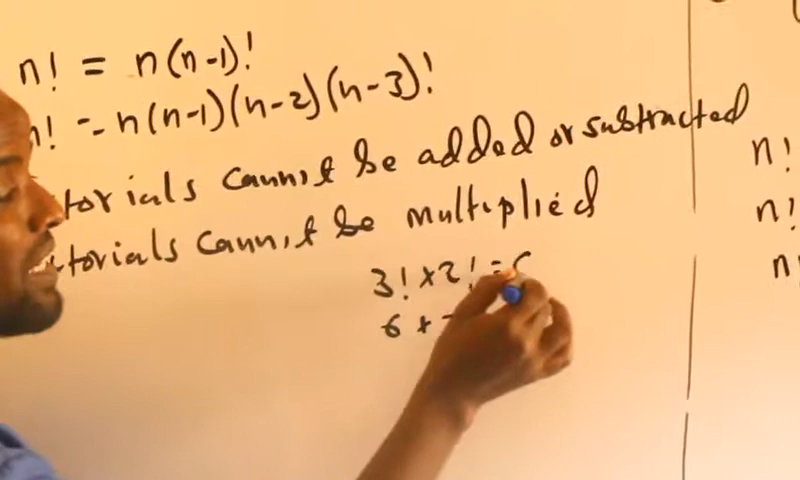 n! = n(n-1)!
n! = n(n-1)(n-2)(n-3)!
torials cannot be added or subtracted
torials cannot be multiplied
3! × 2! =
6 ×
n!
n!
n